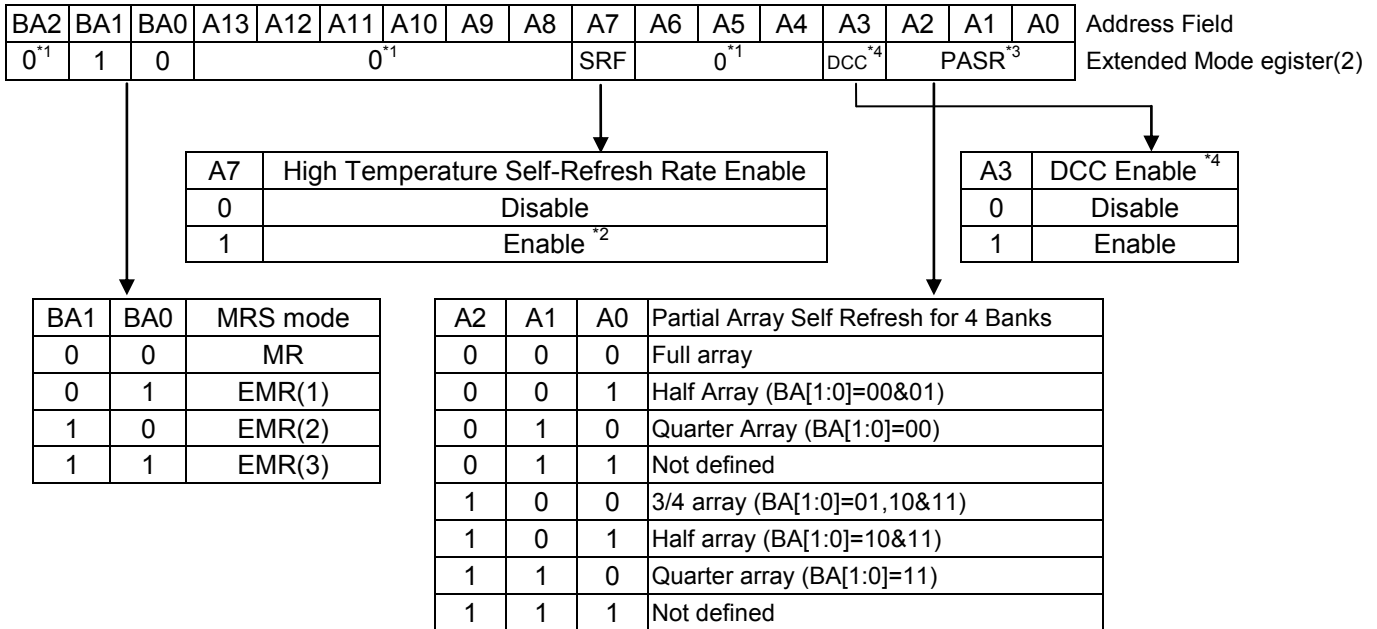 BA2 BA1 BA0 A13 A12 A11 A10 A9 A8 A7 A6 A5 A4 A3 A2 A1 A0 Address Field
0*1 1 0 0*1 SRF 0*1 DCC*4 PASR*3 Extended Mode egister(2)
A7 High Temperature Self-Refresh Rate Enable
0 Disable
1 Enable *2
A3 DCC Enable *4
0 Disable
1 Enable
BA1 BA0 MRS mode
0 0 MR
0 1 EMR(1)
1 0 EMR(2)
1 1 EMR(3)
A2 A1 A0 Partial Array Self Refresh for 4 Banks
0 0 0 Full array
0 0 1 Half Array (BA[1:0]=00&01)
0 1 0 Quarter Array (BA[1:0]=00)
0 1 1 Not defined
1 0 0 3/4 array (BA[1:0]=01,10&11)
1 0 1 Half array (BA[1:0]=10&11)
1 1 0 Quarter array (BA[1:0]=11)
1 1 1 Not defined